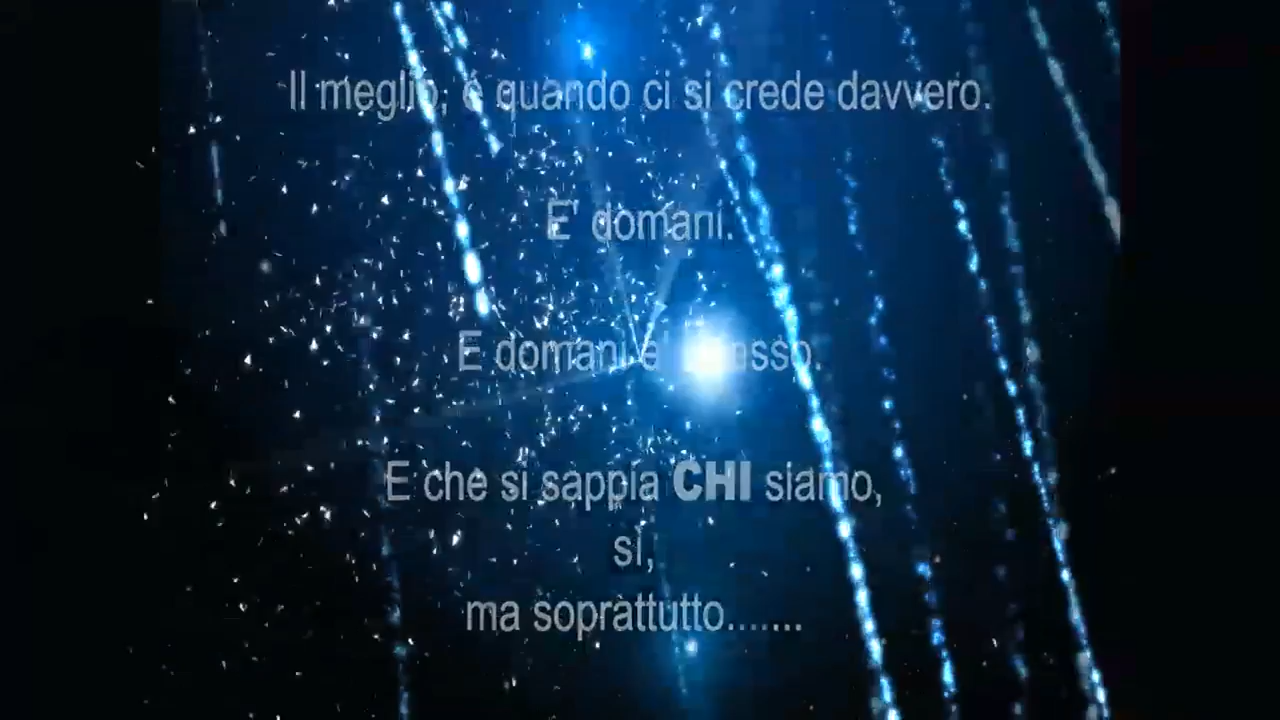 Il meglio, è quando ci si crede davvero.
E' domani.
E domani e'
E che si sappia CHI siamo,
sì,
ma soprattutto.......